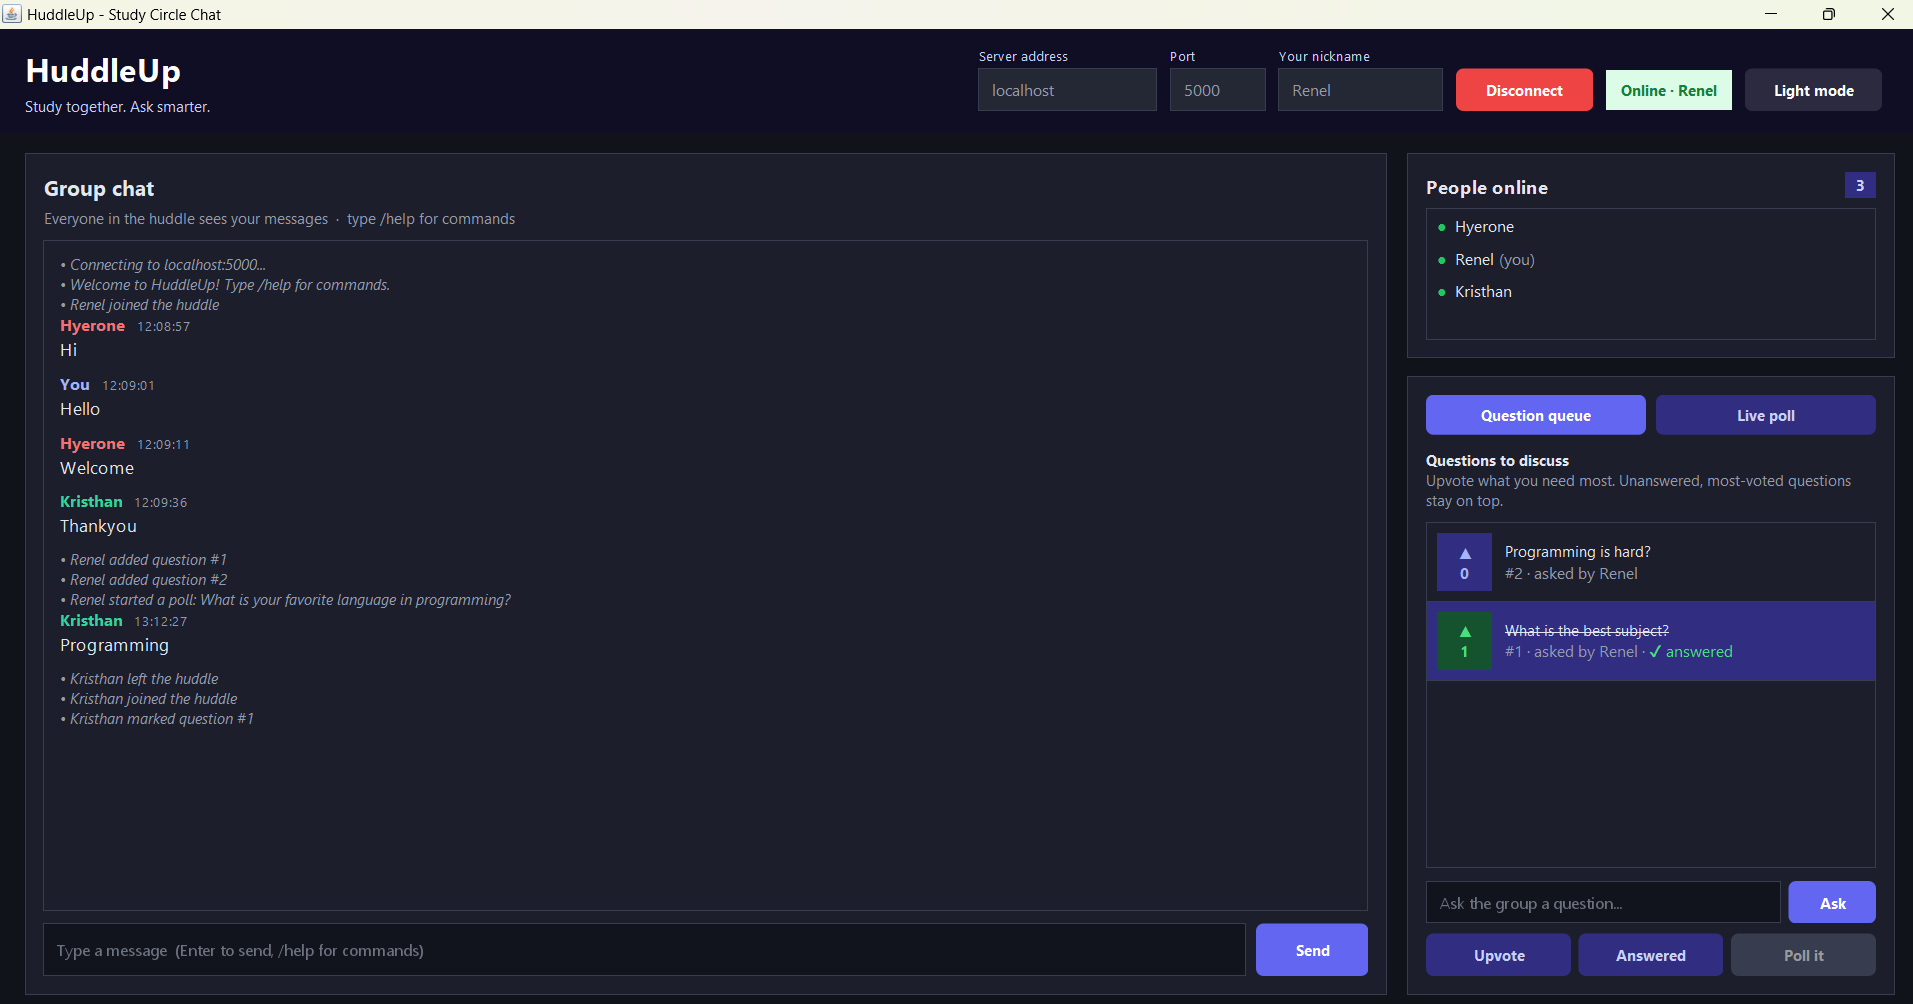 HuddleUp - Study Circle Chat
HuddleUp
Study together. Ask smarter.
Server address
localhost
Port
5000
Your nickname
Renel
Disconnect
Online · Renel
Light mode
Group chat
Everyone in the huddle sees your messages · type /help for commands
• Connecting to localhost:5000...
• Welcome to HuddleUp! Type /help for commands.
• Renel joined the huddle
Hyerone 12:08:57
Hi
You 12:09:01
Hello
Hyerone 12:09:11
Welcome
Kristhan 12:09:36
Thankyou
• Renel added question #1
• Renel added question #2
• Renel started a poll: What is your favorite language in programming?
Kristhan 13:12:27
Programming
• Kristhan left the huddle
• Kristhan joined the huddle
• Kristhan marked question #1
Type a message (Enter to send, /help for commands)
Send
People online
3
● Hyerone
● Renel (you)
● Kristhan
Question queue
Live poll
Questions to discuss
Upvote what you need most. Unanswered, most-voted questions
stay on top.
▲
0
Programming is hard?
#2 · asked by Renel
▲
1
What is the best subject?
#1 · asked by Renel · ✓ answered
Ask the group a question...
Ask
Upvote
Answered
Poll it